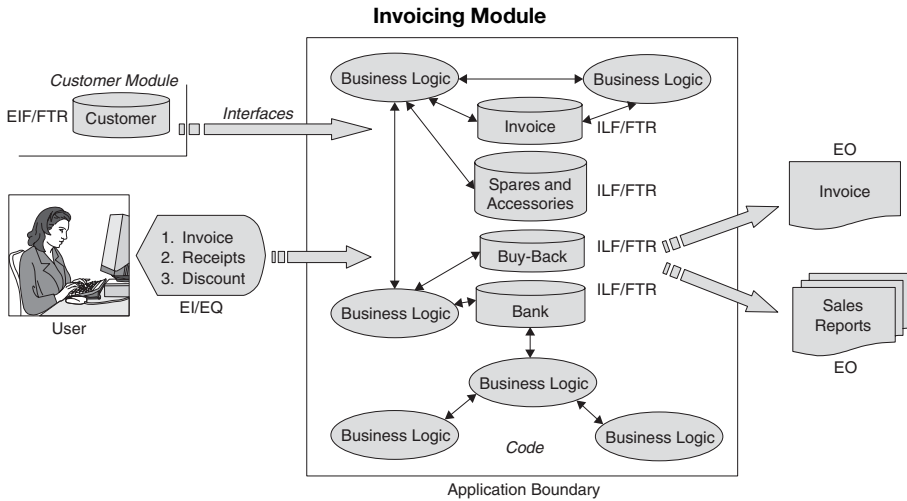 Invoicing Module
Customer Module
EIF/FTR
Customer
Interfaces
Business Logic
Business Logic
Invoice
ILF/FTR
Spares and
Accessories
ILF/FTR
EO
Invoice
1. Invoice
2. Receipts
3. Discount
EI/EQ
User
Buy-Back
ILF/FTR
Business Logic
Bank
ILF/FTR
Sales
Reports
EO
Business Logic
Business Logic
Code
Business Logic
Application Boundary